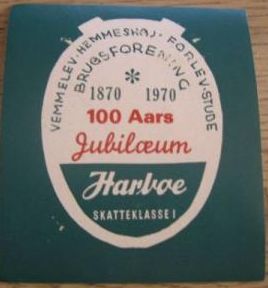 VEMMELEV-HEMMESHØJ-FORLEV-STUDE
BRUGSFORENING
*
1870 1970
100 Aars
Jubilæum
Harboe
SKATTEKLASSE I